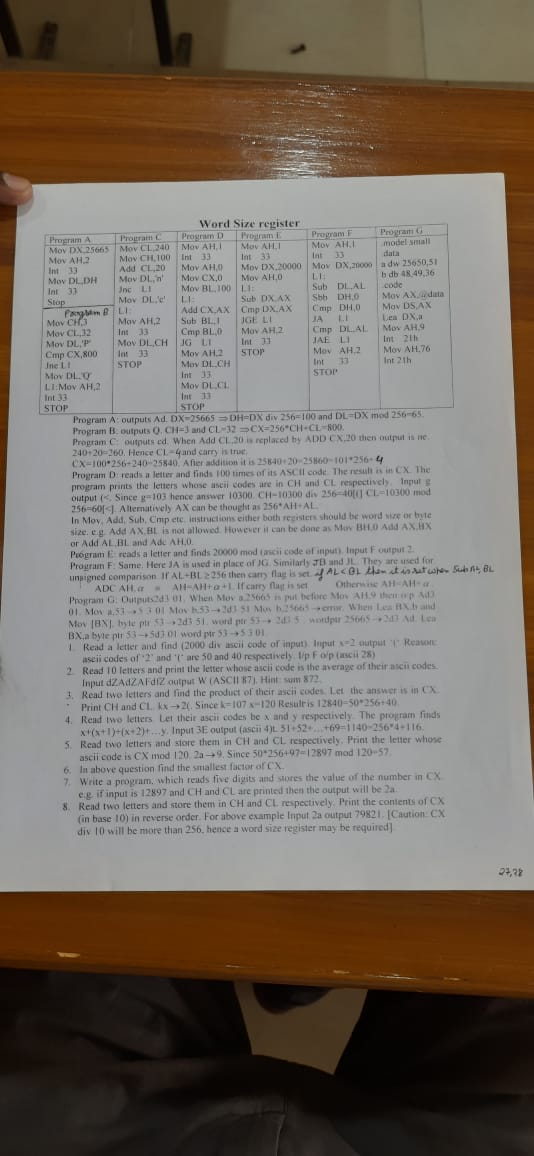 Word Size register
Program A
Mov DX,25665
Mov AH,2
Int 33
Mov DL,DH
Int 33
Stop
Program B
Mov CH,3
Mov CL,32
Mov DL,'P'
Cmp CX,800
Jne L1
Mov DL,'Q'
L1:Mov AH,2
Int 33
STOP
Program C
Mov CL,240
Mov CH,100
Add CL,20
Mov DL,'n'
Jnc L1
Mov DL,'c'
L1:
Mov AH,2
Int 33
Mov DL,CH
Int 33
STOP
Program D
Mov AH,1
Int 33
Mov AH,0
Mov CX,0
Mov BL,100
L1:
Add CX,AX
Sub BL,1
Cmp BL,0
JG L1
Mov AH,2
Mov DL,CH
Int 33
Mov DL,CL
Int 33
STOP
Program E
Mov AH,1
Int 33
Mov DX,20000
Mov AH,0
L1:
Sub DX,AX
Cmp DX,AX
JGE L1
Mov AH,2
Int 33
STOP
Program F
Mov AH,1
Int 33
Mov DX,20000
L1:
Sub DL,AL
Sbb DH,0
Cmp DH,0
JA L1
Cmp DL,AL
JAE L1
Mov AH,2
Int 33
STOP
Program G
.model small
.data
a dw 25650,51
b db 48,49,36
.code
Mov AX,@data
Mov DS,AX
Lea DX,a
Mov AH,9
Int 21h
Mov AH,76
Int 21h
Program A: outputs Ad. DX=25665 ⇒DH=DX div 256=100 and DL=DX mod 256=65.
Program B: outputs Q. CH=3 and CL=32 ⇒CX=256*CH+CL=800.
Program C: outputs cd. When Add CL,20 is replaced by ADD CX,20 then output is ne.
240+20=260. Hence CL=4 and carry is true.
CX=100*256+240=25840. After addition it is 25840+20=25860=101*256+4
Program D: reads a letter and finds 100 times of its ASCII code. The result is in CX. The
program prints the letters whose ascii codes are in CH and CL respectively. Input g
output (<. Since g=103 hence answer 10300. CH=10300 div 256=40[(] CL=10300 mod
256=60[<]. Alternatively AX can be thought as 256*AH+AL.
In Mov, Add, Sub, Cmp etc. instructions either both registers should be word size or byte
size. e.g. Add AX,BL is not allowed. However it can be done as Mov BH,0 Add AX,BX
or Add AL,BL and Adc AH,0.
Program E: reads a letter and finds 20000 mod (ascii code of input). Input F output 2.
Program F: Same. Here JA is used in place of JG. Similarly JB and JL. They are used for
unsigned comparison. If AL+BL≥256 then carry flag is set. if AL<BL then it is set when Sub AL, BL
ADC AH,α ≡ AH=AH+α+1. If carry flag is set Otherwise AH=AH+α.
Program G: Outputs2d3 01. When Mov a,25665 is put before Mov AH,9 then o/p Ad3
01. Mov a,53→5 3 01 Mov b,53→2d3 51 Mov b,25665→error. When Lea BX,b and
Mov [BX], byte ptr 53→2d3 51. word ptr 53→ 2d3 5 . wordptr 25665→2d3 Ad. Lea
BX,a byte ptr 53→5d3 01 word ptr 53→5 3 01.
1. Read a letter and find (2000 div ascii code of input). Input x=2 output '(' Reason:
ascii codes of '2' and '(' are 50 and 40 respectively. I/p F o/p (ascii 28)
2. Read 10 letters and print the letter whose ascii code is the average of their ascii codes.
Input dZAdZAFdfZ output W (ASCII 87). Hint: sum 872.
3. Read two letters and find the product of their ascii codes. Let the answer is in CX.
Print CH and CL. kx→2(. Since k=107 x=120 Result is 12840=50*256+40.
4. Read two letters. Let their ascii codes be x and y respectively. The program finds
x+(x+1)+(x+2)+…y. Input 3E output (ascii 4)t. 51+52+…+69=1140=256*4+116.
5. Read two letters and store them in CH and CL respectively. Print the letter whose
ascii code is CX mod 120. 2a→9. Since 50*256+97=12897 mod 120=57.
6. In above question find the smallest factor of CX.
7. Write a program, which reads five digits and stores the value of the number in CX.
e.g. if input is 12897 and CH and CL are printed then the output will be 2a.
8. Read two letters and store them in CH and CL respectively. Print the contents of CX
(in base 10) in reverse order. For above example Input 2a output 79821. [Caution: CX
div 10 will be more than 256, hence a word size register may be required].
27,28